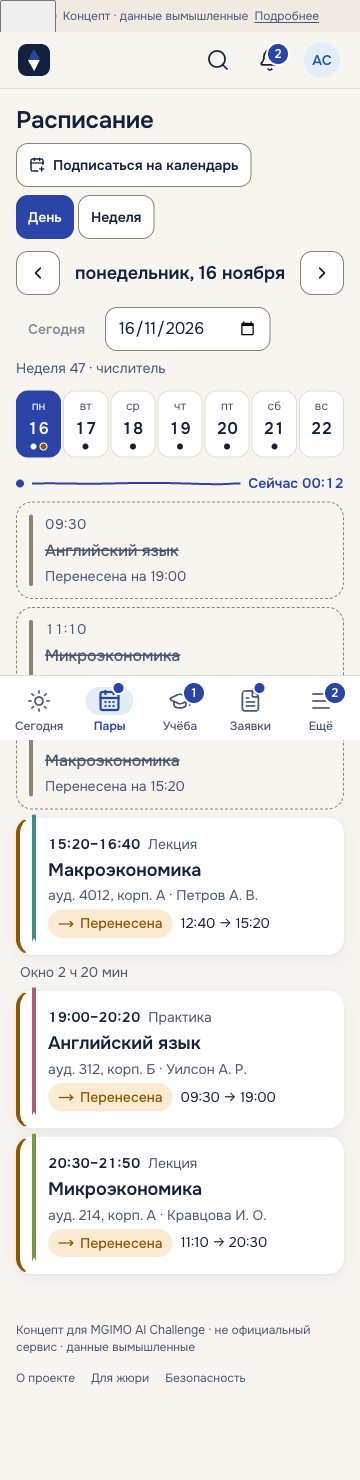 Концепт · данные вымышленные Подробнее
2
АС
Расписание
Подписаться на календарь
День Неделя
понедельник, 16 ноября
Сегодня 16/11/2026
Неделя 47 · числитель
пн вт ср чт пт сб вс
16 17 18 19 20 21 22
Сейчас 00:12
09:30
Английский язык
Перенесена на 19:00
11:10
Микроэкономика
1 2
Сегодня Пары Учёба Заявки Ещё
Макроэкономика
Перенесена на 15:20
15:20–16:40 Лекция
Макроэкономика
ауд. 4012, корп. А · Петров А. В.
→ Перенесена 12:40 → 15:20
Окно 2 ч 20 мин
19:00–20:20 Практика
Английский язык
ауд. 312, корп. Б · Уилсон А. Р.
→ Перенесена 09:30 → 19:00
20:30–21:50 Лекция
Микроэкономика
ауд. 214, корп. А · Кравцова И. О.
→ Перенесена 11:10 → 20:30
Концепт для MGIMO AI Challenge · не официальный
сервис · данные вымышленные
О проекте Для жюри Безопасность